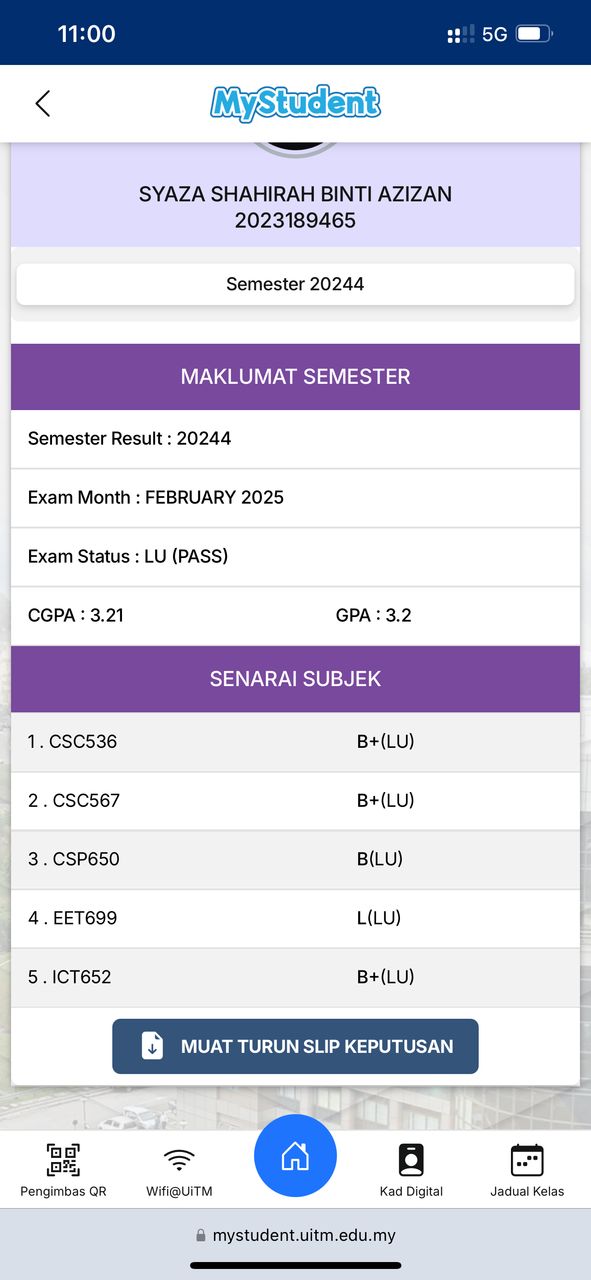 11:00
5G
MyStudent
SYAZA SHAHIRAH BINTI AZIZAN
2023189465
Semester 20244
MAKLUMAT SEMESTER
Semester Result : 20244
Exam Month : FEBRUARY 2025
Exam Status : LU (PASS)
CGPA : 3.21 GPA : 3.2
SENARAI SUBJEK
1 . CSC536 B+(LU)
2 . CSC567 B+(LU)
3 . CSP650 B(LU)
4 . EET699 L(LU)
5 . ICT652 B+(LU)
MUAT TURUN SLIP KEPUTUSAN
Pengimbas QR Wifi@UiTM Kad Digital Jadual Kelas
mystudent.uitm.edu.my